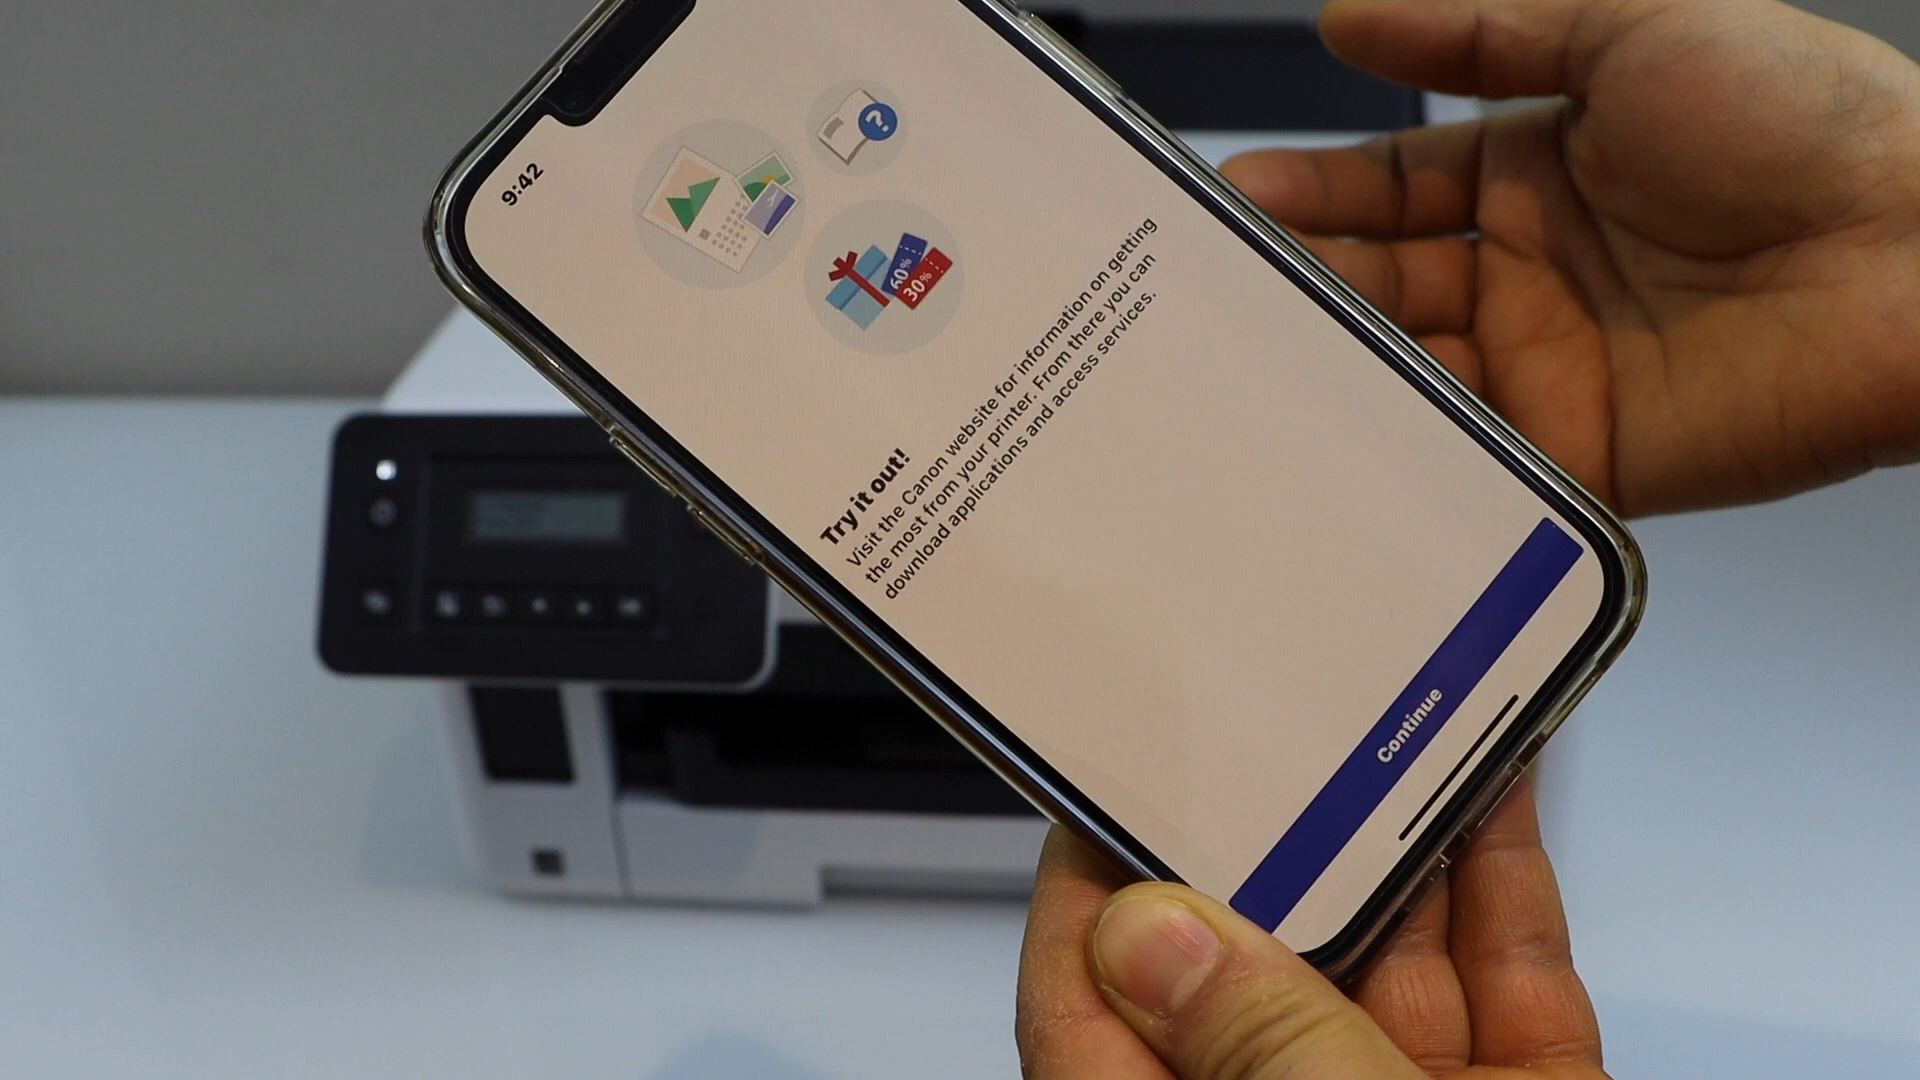 9:42
?
60%
30%
Try it out!
Visit the Canon website for information on getting
the most from your printer. From there you can
download applications and access services.
Continue